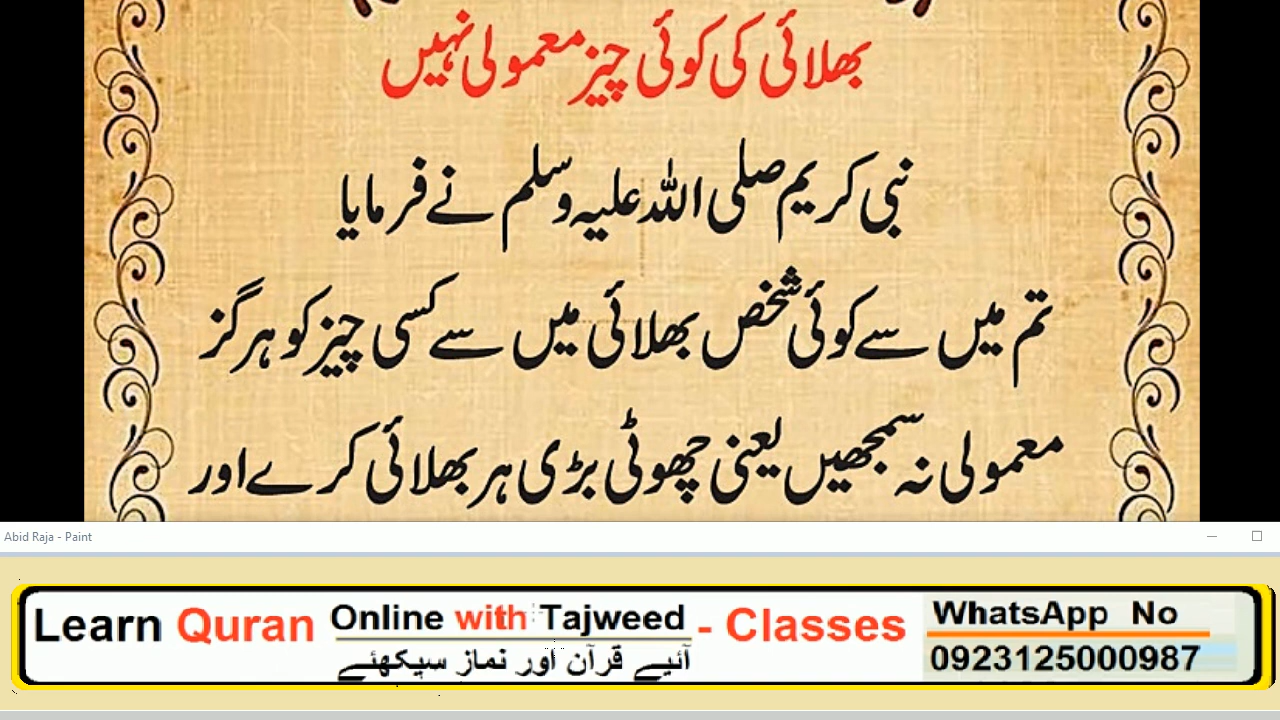 بھلائی کی کوئی چیز معمولی نہیں
نبی کریم صلی اللہ علیہ وسلم نے فرمایا
تم میں سے کوئی شخص بھلائی میں سے کسی چیز کو ہرگز
معمولی نہ سمجھیں یعنی چھوٹی بڑی ہر بھلائی کرے اور
Abid Raja - Paint
Learn Quran Online with Tajweed - Classes
آئیے قرآن اور نماز سیکھئے
WhatsApp No
0923125000987